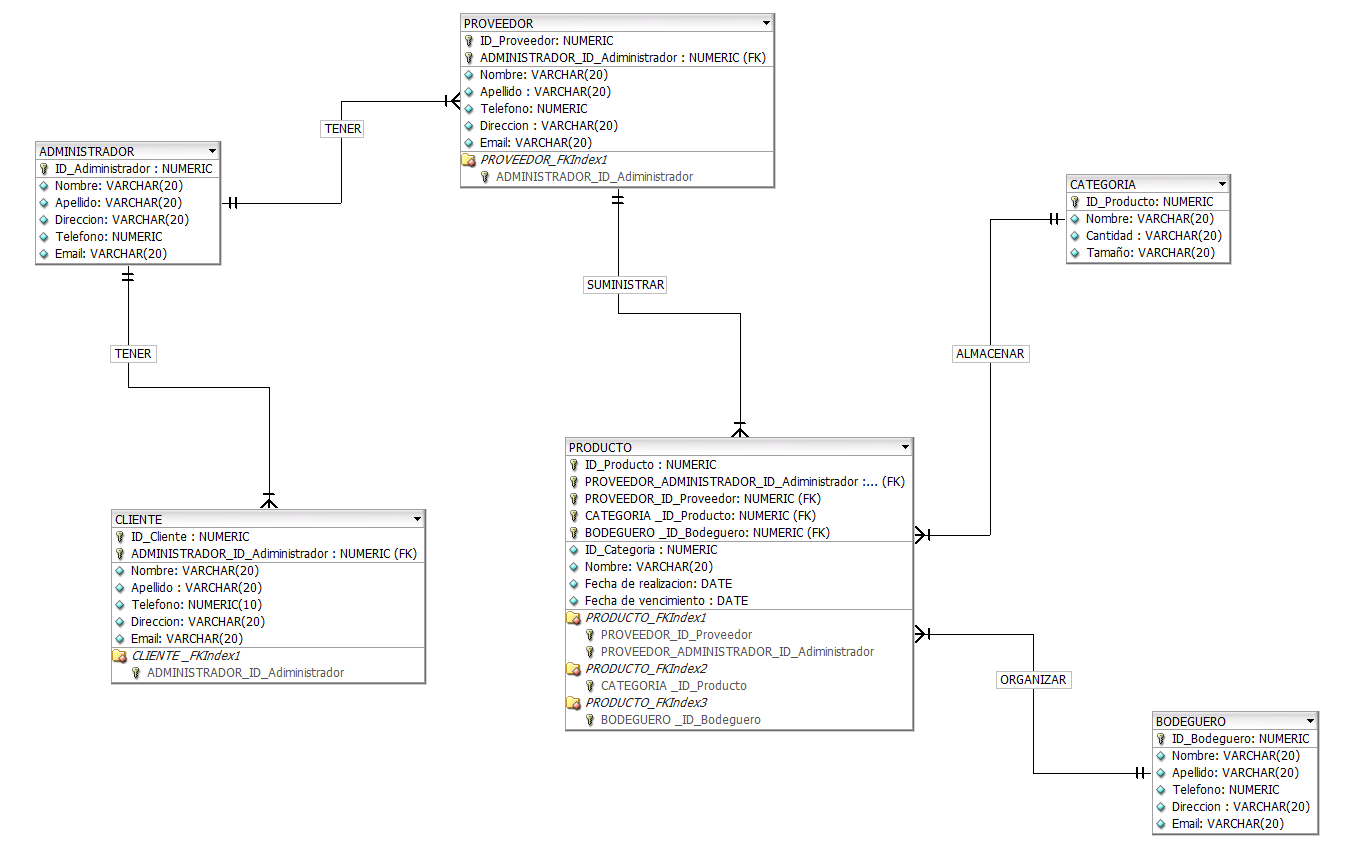 PROVEEDOR
ID_Proveedor: NUMERIC
ADMINISTRADOR_ID_Adiministrador : NUMERIC (FK)
Nombre: VARCHAR(20)
Apellido : VARCHAR(20)
Telefono: NUMERIC
Direccion : VARCHAR(20)
Email: VARCHAR(20)
PROVEEDOR_FKIndex1
ADMINISTRADOR_ID_Adiministrador
TENER
ADMINISTRADOR
ID_Adiministrador : NUMERIC
Nombre: VARCHAR(20)
Apellido: VARCHAR(20)
Direccion: VARCHAR(20)
Telefono: NUMERIC
Email: VARCHAR(20)
CATEGORIA
ID_Producto: NUMERIC
Nombre: VARCHAR(20)
Cantidad : VARCHAR(20)
Tamaño: VARCHAR(20)
SUMINISTRAR
TENER
ALMACENAR
PRODUCTO
ID_Producto : NUMERIC
PROVEEDOR_ADMINISTRADOR_ID_Adiministrador :... (FK)
PROVEEDOR_ID_Proveedor: NUMERIC (FK)
CATEGORIA _ID_Producto: NUMERIC (FK)
BODEGUERO _ID_Bodeguero: NUMERIC (FK)
ID_Categoria : NUMERIC
Nombre: VARCHAR(20)
Fecha de realizacion: DATE
Fecha de vencimiento : DATE
PRODUCTO_FKIndex1
PROVEEDOR_ID_Proveedor
PROVEEDOR_ADMINISTRADOR_ID_Adiministrador
PRODUCTO_FKIndex2
CATEGORIA _ID_Producto
PRODUCTO_FKIndex3
BODEGUERO _ID_Bodeguero
CLIENTE
ID_Cliente : NUMERIC
ADMINISTRADOR_ID_Adiministrador : NUMERIC (FK)
Nombre: VARCHAR(20)
Apellido : VARCHAR(20)
Telefono: NUMERIC(10)
Direccion: VARCHAR(20)
Email: VARCHAR(20)
CLIENTE _FKIndex1
ADMINISTRADOR_ID_Adiministrador
ORGANIZAR
BODEGUERO
ID_Bodeguero: NUMERIC
Nombre: VARCHAR(20)
Apellido: VARCHAR(20)
Telefono: NUMERIC
Direccion : VARCHAR(20)
Email: VARCHAR(20)